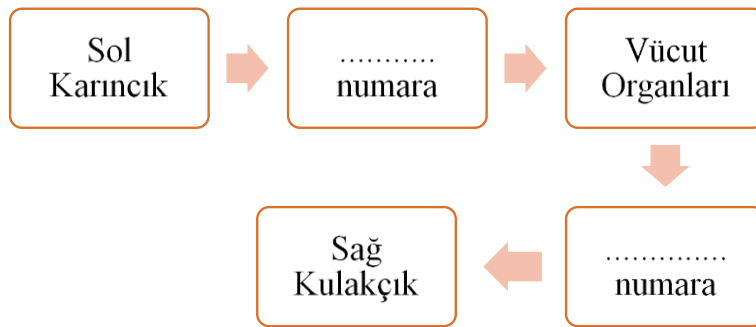 Sol
Karıncık
...........
numara
Vücut
Organları
Sağ
Kulakçık
..............
numara